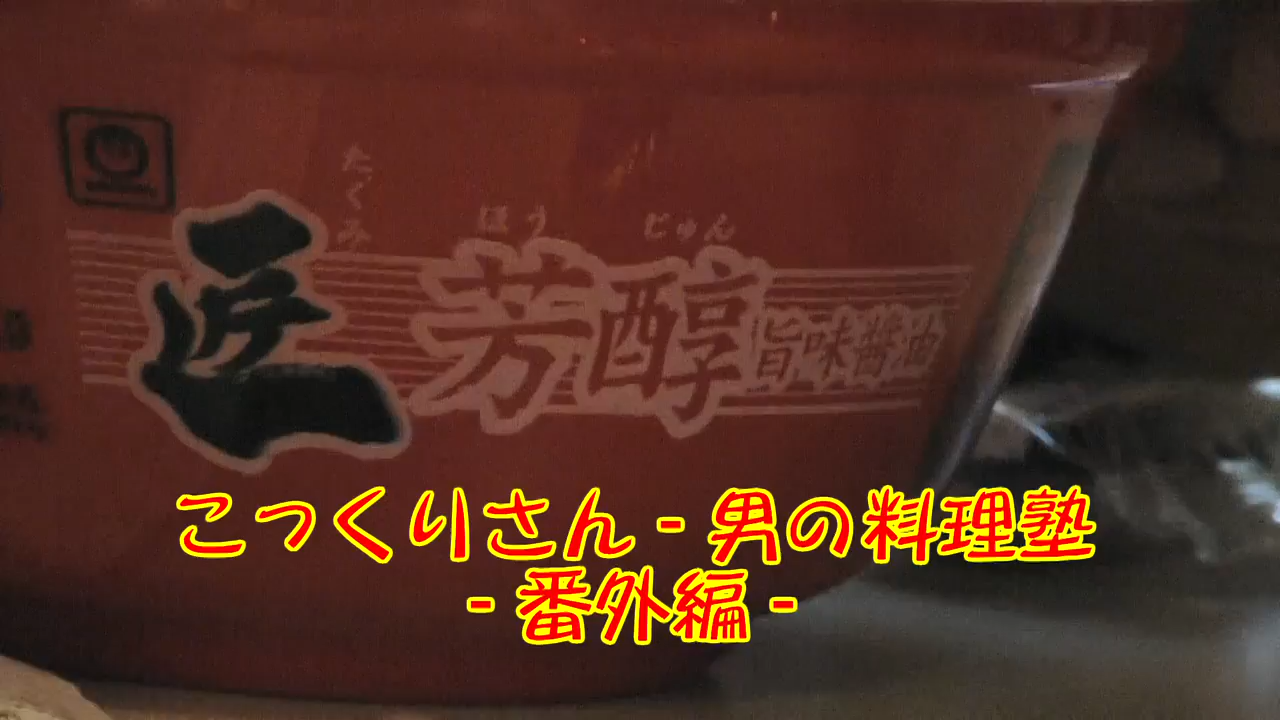 たくみ ほうじゅん
匠 芳醇 旨味醤油
こっくりさん - 男の料理塾
- 番外編 -